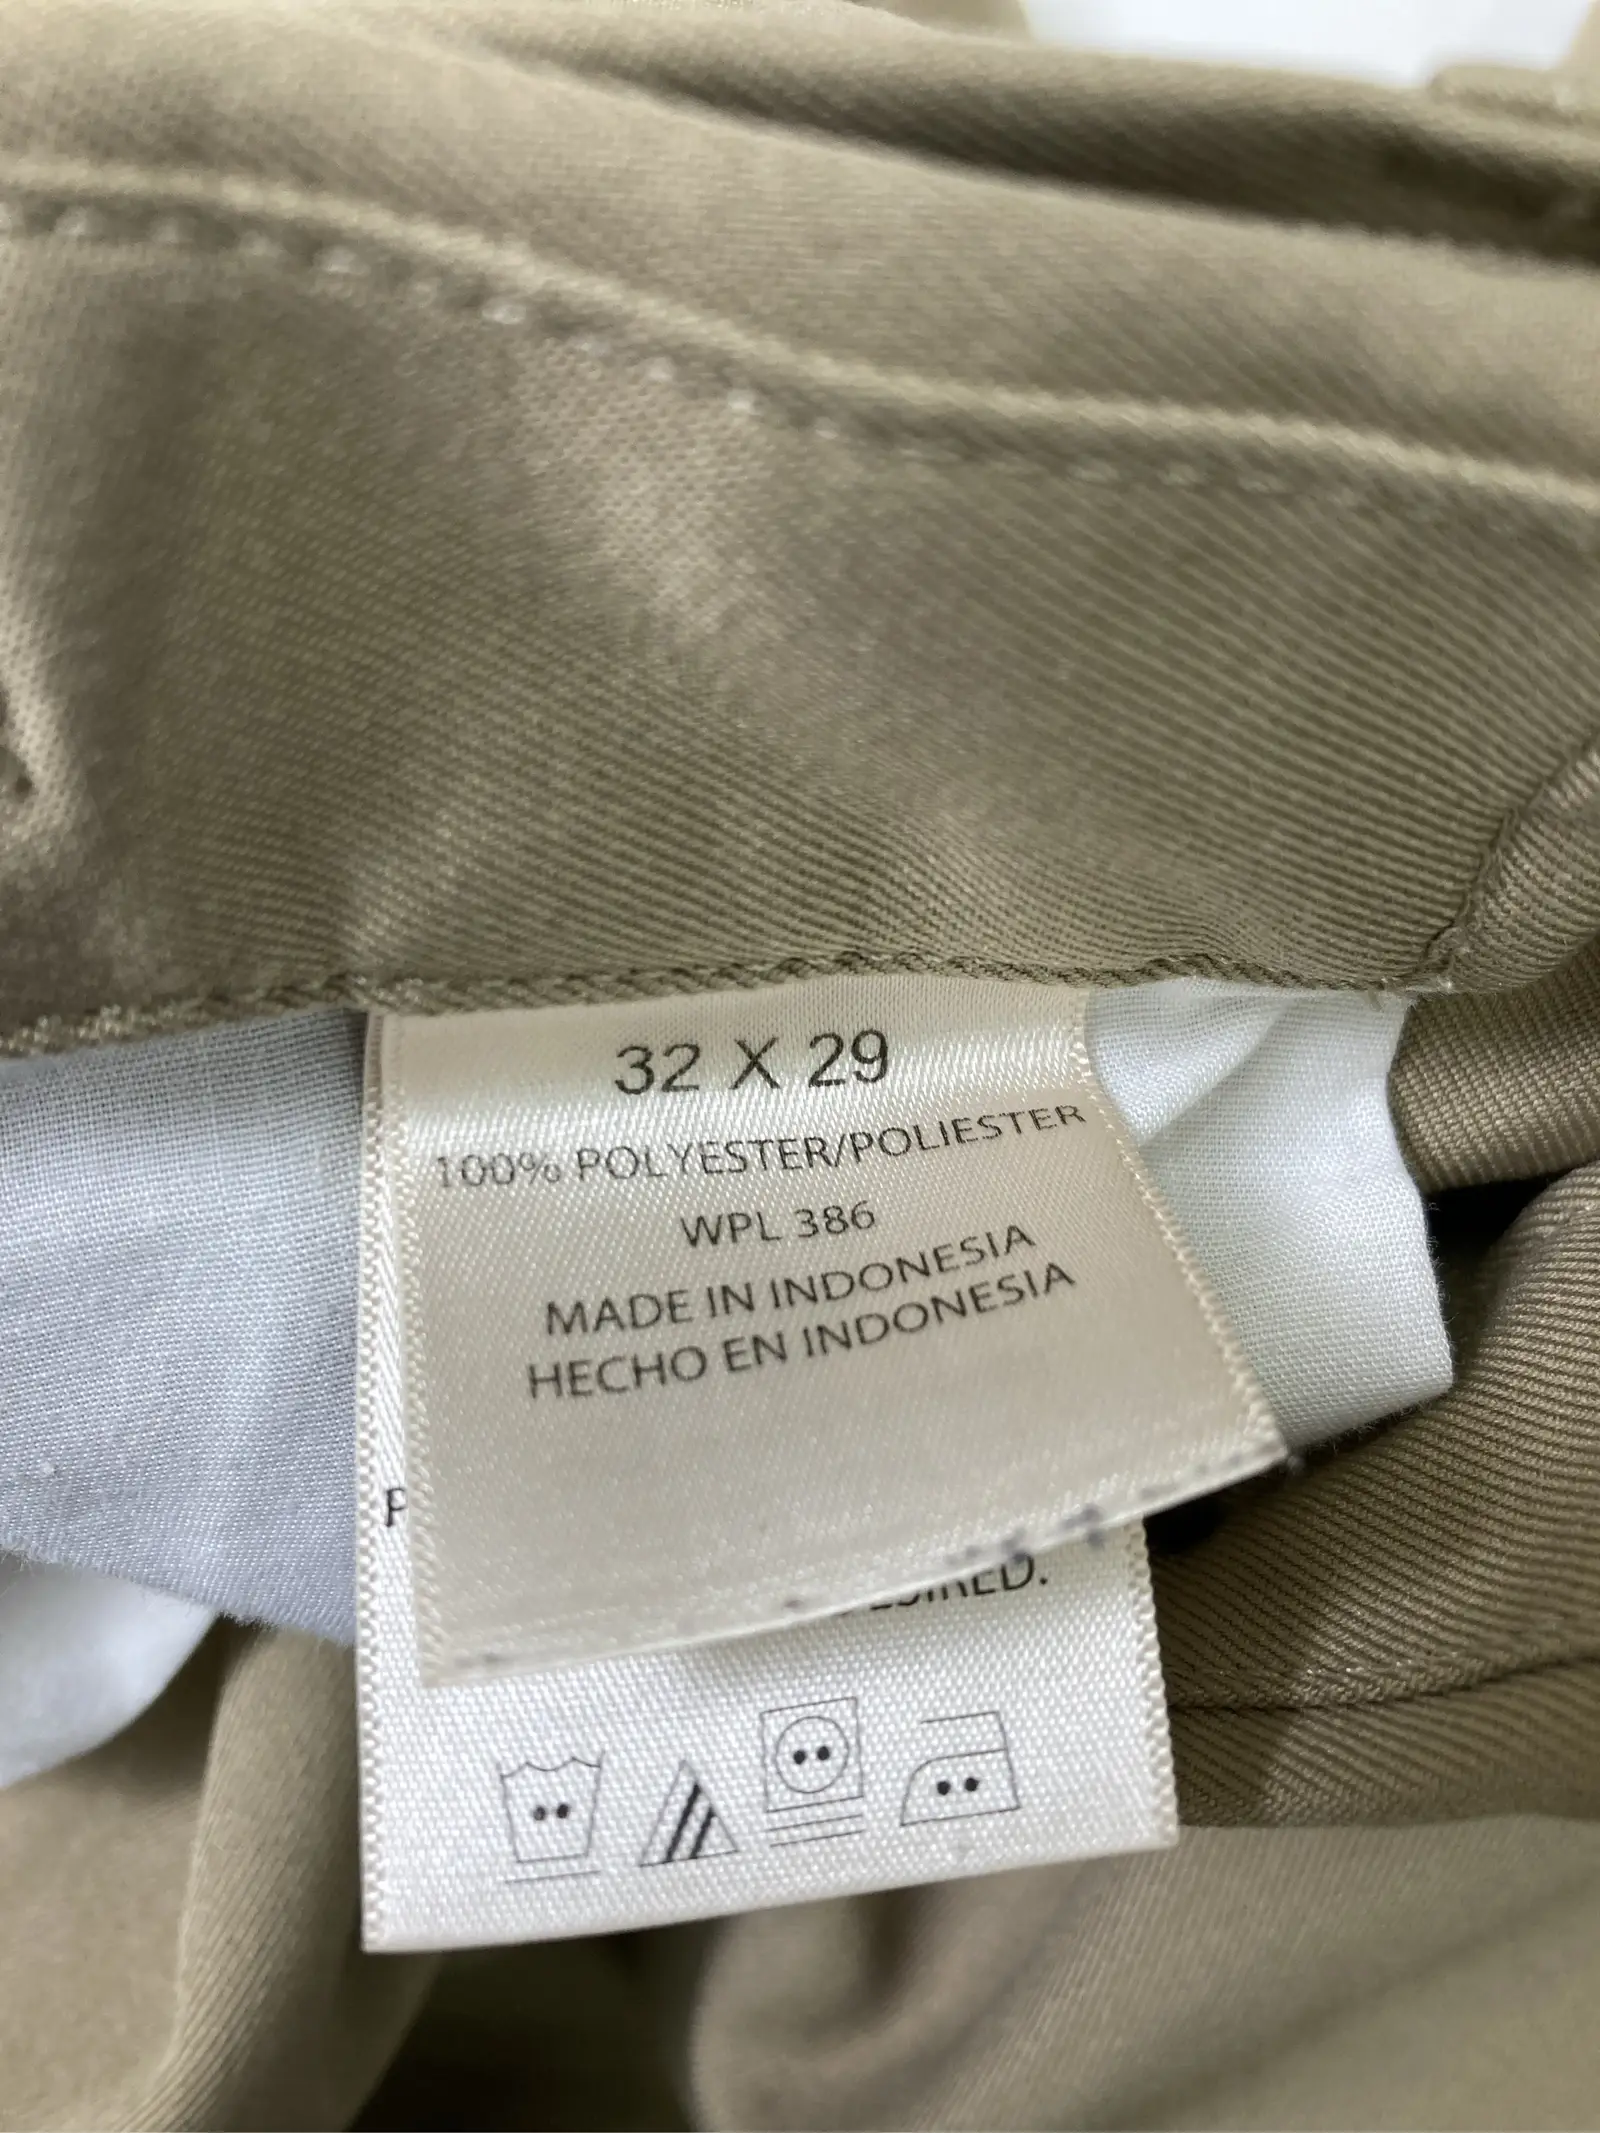 32 X 29
100% POLYESTER/POLIESTER
WPL 386
MADE IN INDONESIA
HECHO EN INDONESIA